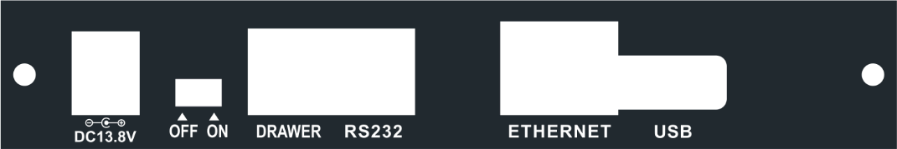 DC13.8V
OFF ON
DRAWER RS232
ETHERNET USB